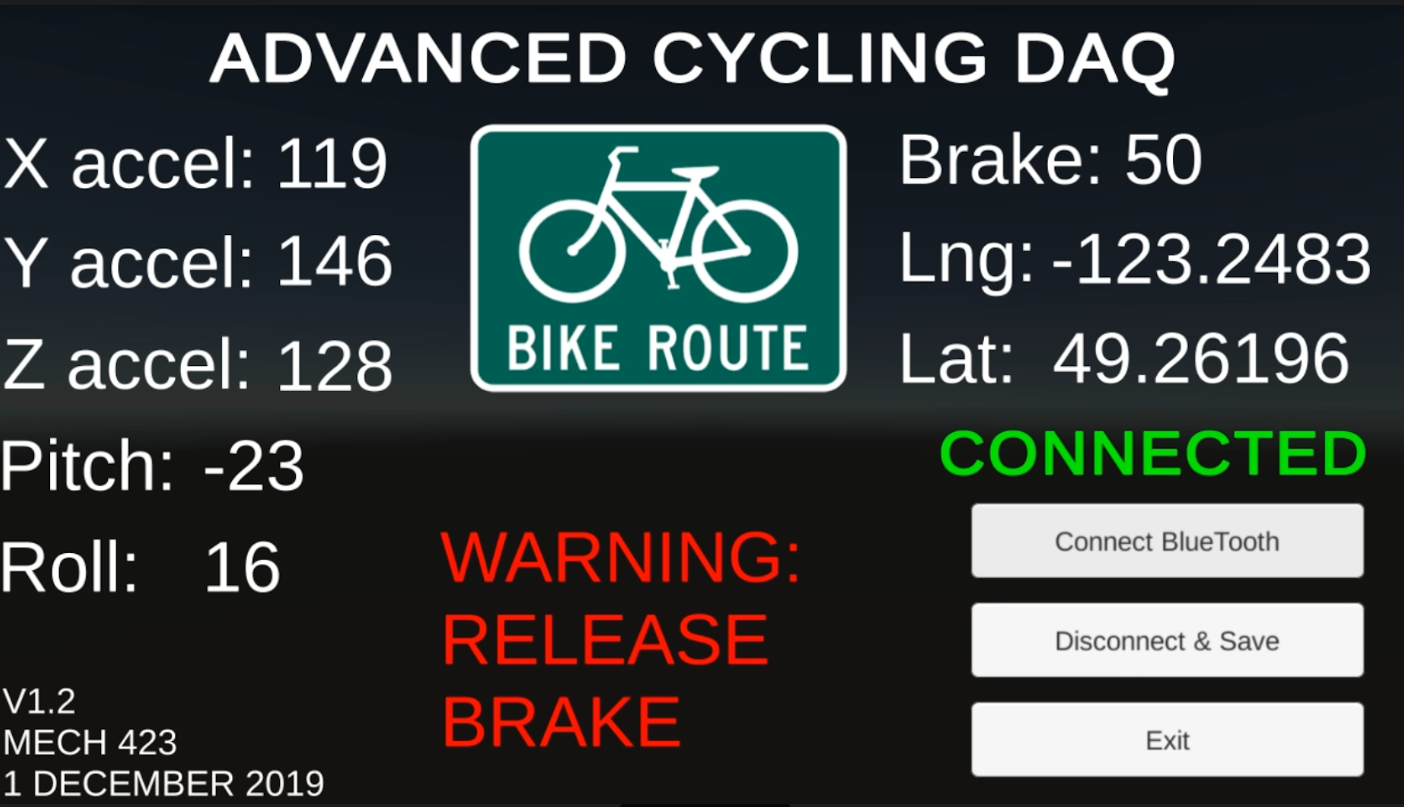 ADVANCED CYCLING DAQ
X accel: 119
Y accel: 146
Z accel: 128
Pitch: -23
Roll: 16
BIKE ROUTE
Brake: 50
Lng: -123.2483
Lat: 49.26196
CONNECTED
Connect BlueTooth
Disconnect & Save
Exit
WARNING:
RELEASE
BRAKE
V1.2
MECH 423
1 DECEMBER 2019